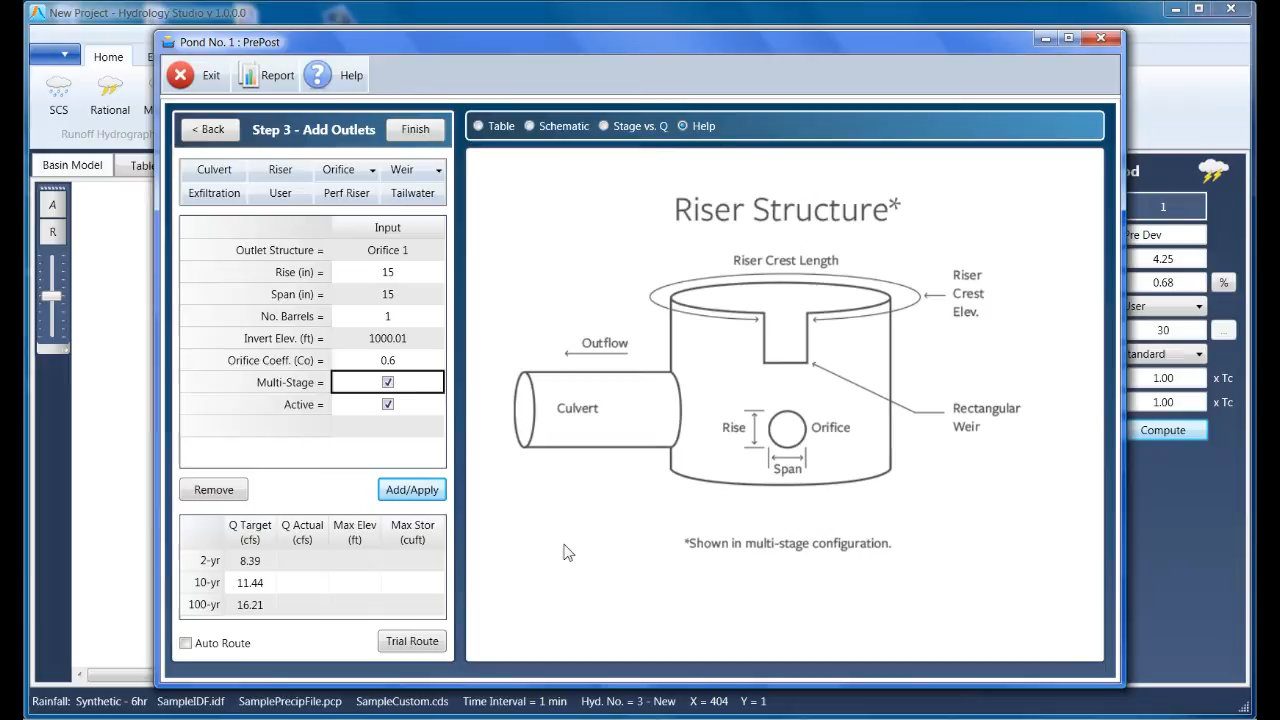 New Project - Hydrology Studio v 1.0.0.0
Pond No. 1 : PrePost
Home
Exit
Report
Help
SCS
Rational
Runoff Hydrograp
< Back
Step 3 - Add Outlets
Finish
Table
Schematic
Stage vs. Q
Help
Basin Model
Table
Culvert
Riser
Orifice
Weir
Exfiltration
User
Perf Riser
Tailwater
A
R
Input
Outlet Structure = Orifice 1
Rise (in) = 15
Span (in) = 15
No. Barrels = 1
Invert Elev. (ft) = 1000.01
Orifice Coeff. (Co) = 0.6
Multi-Stage =
Active =
Remove
Add/Apply
Q Target (cfs)
Q Actual (cfs)
Max Elev (ft)
Max Stor (cuft)
2-yr 8.39
10-yr 11.44
100-yr 16.21
Auto Route
Trial Route
Riser Structure*
Riser Crest Length
Riser
Crest
Elev.
Outflow
Culvert
Rise
Orifice
Span
Rectangular
Weir
*Shown in multi-stage configuration.
od
1
Pre Dev
4.25
0.68 %
User
30 ...
tandard
1.00 x Tc
1.00 x Tc
Compute
Rainfall: Synthetic - 6hr SampleIDF.idf SamplePrecipFile.pcp SampleCustom.cds Time Interval = 1 min Hyd. No. = 3 - New X = 404 Y = 1